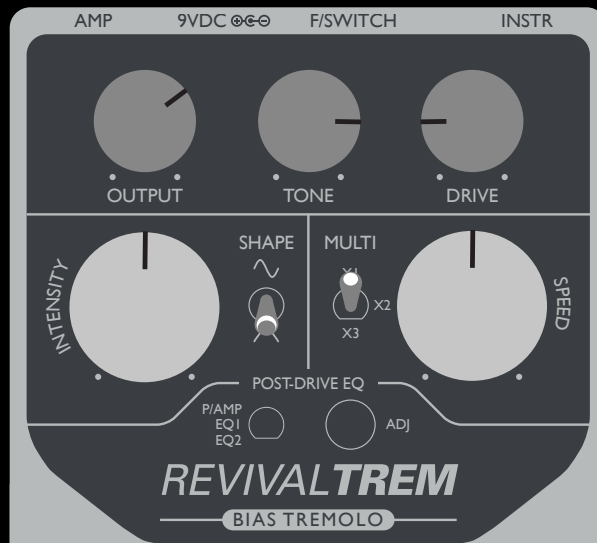 AMP 9VDC F/SWITCH INSTR
OUTPUT TONE DRIVE
INTENSITY
SHAPE
MULTI
X1
X2
X3
SPEED
POST-DRIVE EQ
P/AMP
EQ1
EQ2
ADJ
REVIVALTREM
BIAS TREMOLO